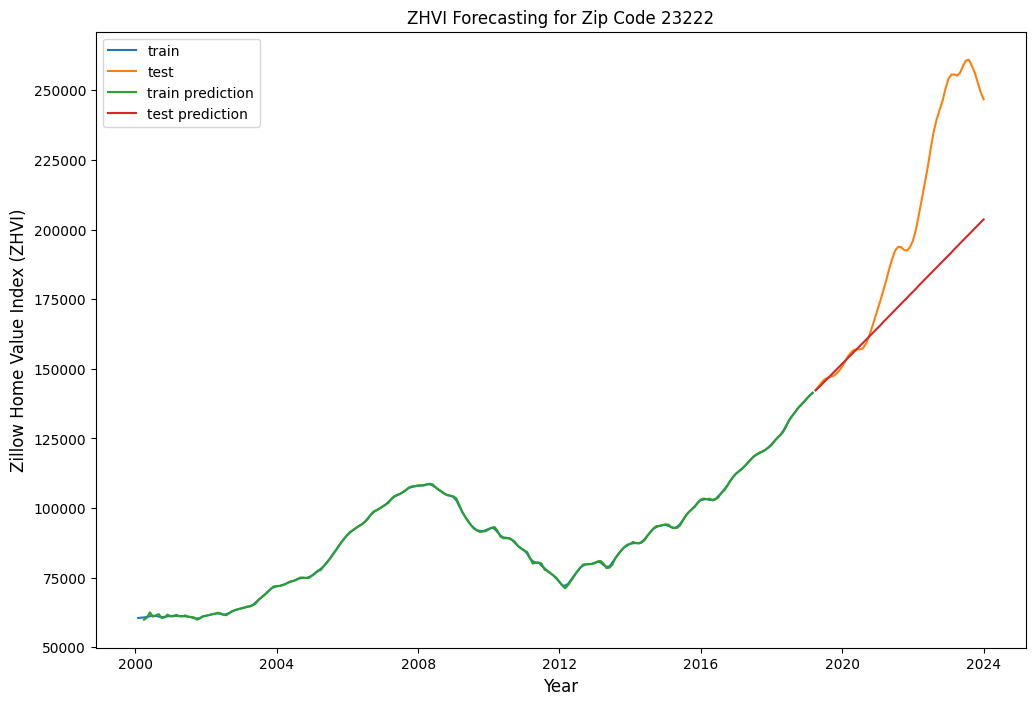 ZHVI Forecasting for Zip Code 23222
train
test
train prediction
test prediction
Zillow Home Value Index (ZHVI)
250000
225000
200000
175000
150000
125000
100000
75000
50000
2000
2004
2008
2012
2016
2020
2024
Year